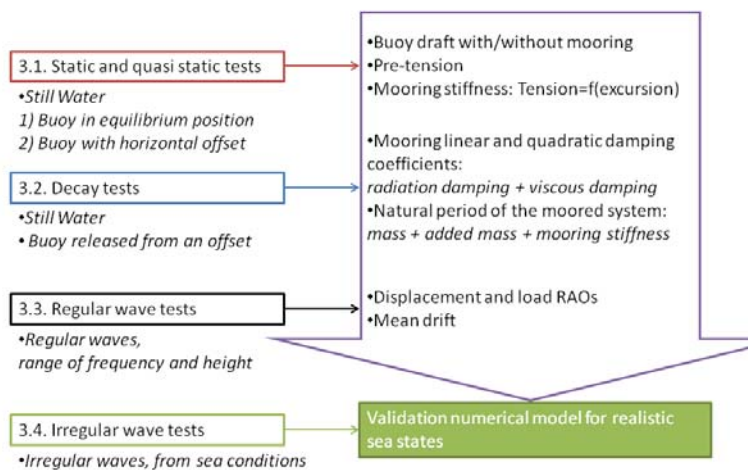 3.1. Static and quasi static tests
•Still Water
1) Buoy in equilibrium position
2) Buoy with horizontal offset
•Buoy draft with/without mooring
•Pre-tension
•Mooring stiffness: Tension=f(excursion)
3.2. Decay tests
•Still Water
• Buoy released from an offset
•Mooring linear and quadratic damping
coefficients:
radiation damping + viscous damping
•Natural period of the moored system:
mass + added mass + mooring stiffness
3.3. Regular wave tests
•Regular waves,
range of frequency and height
•Displacement and load RAOs
•Mean drift
3.4. Irregular wave tests
•Irregular waves, from sea conditions
Validation numerical model for realistic
sea states